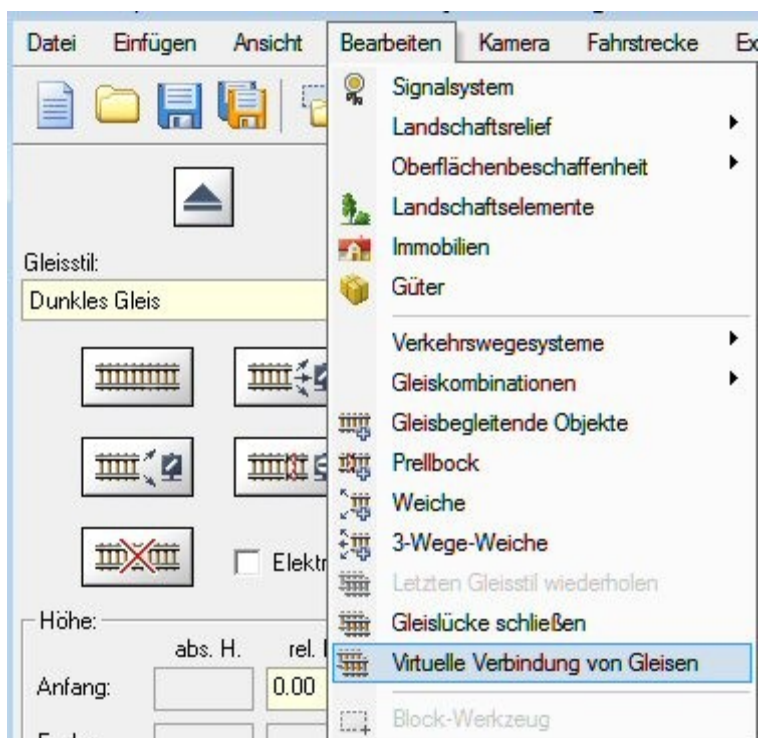 Datei Einfügen Ansicht Bearbeiten Kamera Fahrstrecke
Signalsystem
Landschaftsrelief
Oberflächenbeschaffenheit
Landschaftselemente
Immobilien
Güter
Gleisstil:
Dunkles Gleis
Verkehrswegesysteme
Gleiskombinationen
Gleisbegleitende Objekte
Prellbock
Weiche
3-Wege-Weiche
Elektr
Letzten Gleisstil wiederholen
Gleislücke schließen
Virtuelle Verbindung von Gleisen
Block-Werkzeug
Höhe:
abs. H. rel.
Anfang: 0.00